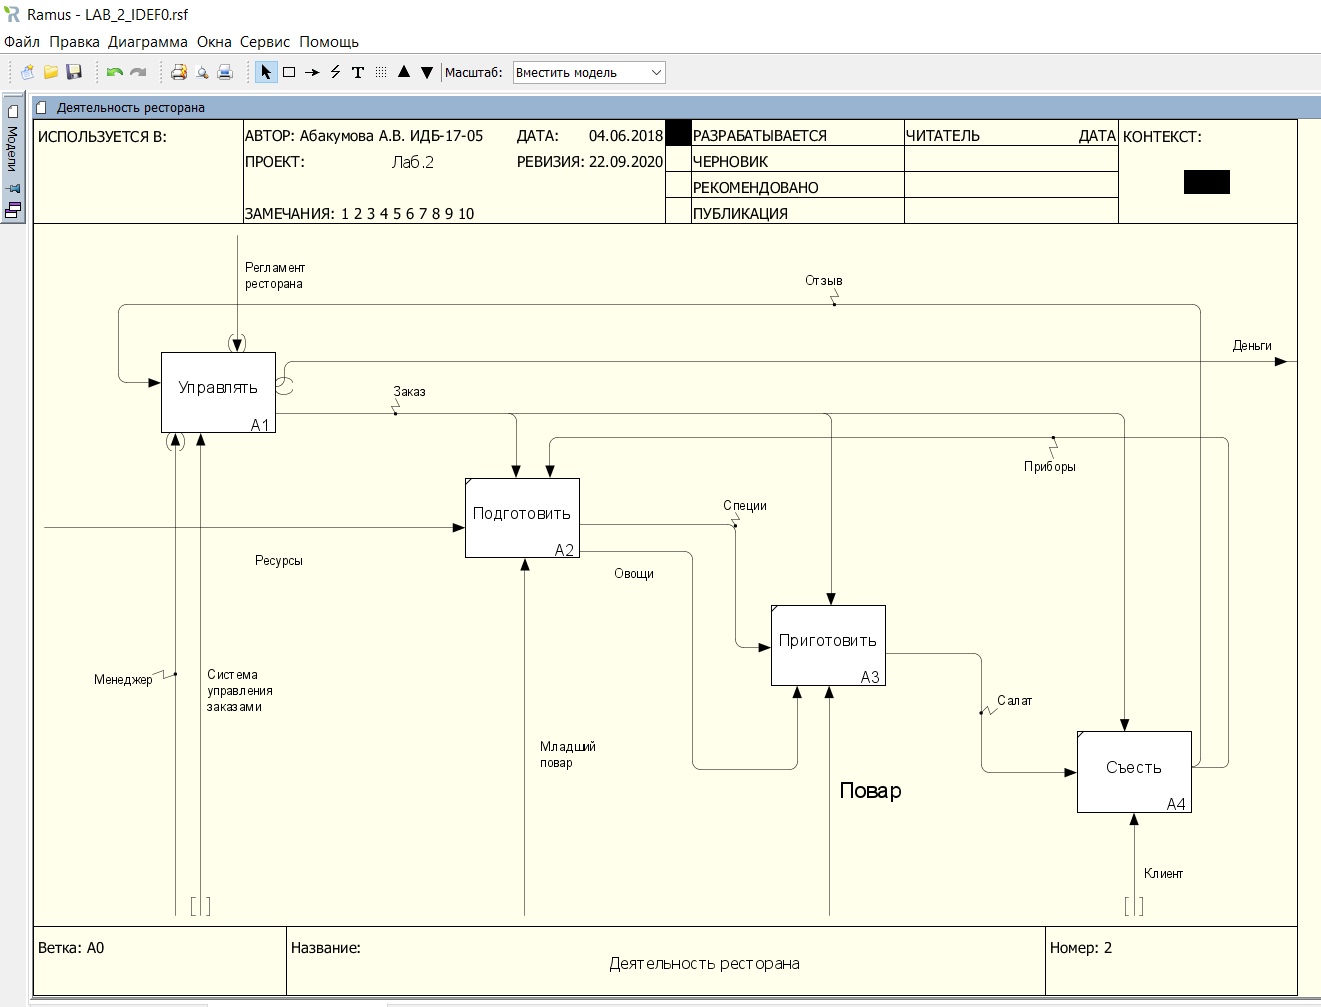 Ramus - LAB_2_IDEF0.rsf
Файл Правка Диаграмма Окна Сервис Помощь
Масштаб: Вместить модель
Модели
Деятельность ресторана
ИСПОЛЬЗУЕТСЯ В:
АВТОР: Абакумова А.В. ИДБ-17-05
ДАТА: 04.06.2018
РАЗРАБАТЫВАЕТСЯ
ЧИТАТЕЛЬ
ДАТА
КОНТЕКСТ:
ПРОЕКТ: Лаб.2
РЕВИЗИЯ: 22.09.2020
ЧЕРНОВИК
РЕКОМЕНДОВАНО
ЗАМЕЧАНИЯ: 1 2 3 4 5 6 7 8 9 10
ПУБЛИКАЦИЯ
Регламент
ресторана
Отзыв
Деньги
Управлять
A1
Заказ
Приборы
Подготовить
A2
Специи
Ресурсы
Овощи
Приготовить
A3
Менеджер
Система
управления
заказами
Салат
Младший
повар
Повар
Съесть
A4
Клиент
Ветка: A0
Название:
Деятельность ресторана
Номер: 2